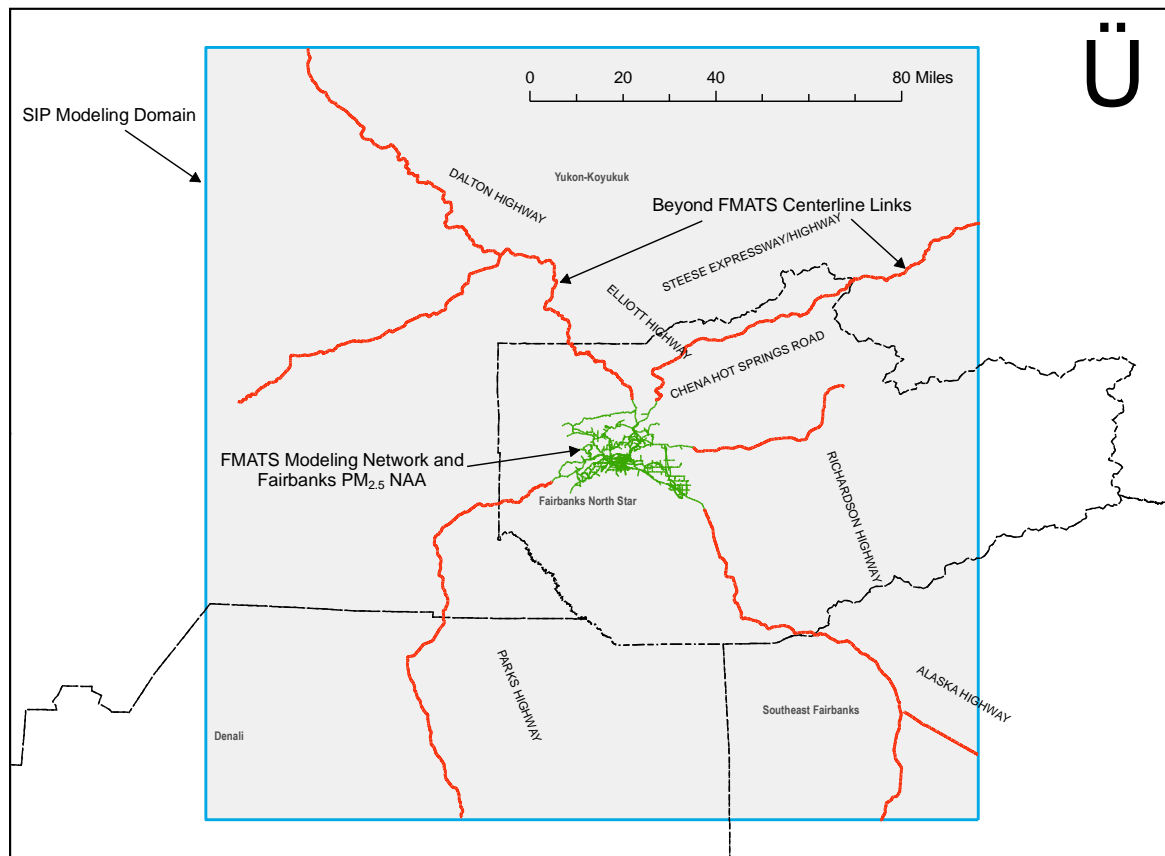 Ü
0 20 40 80 Miles
SIP Modeling Domain
DALTON HIGHWAY
Yukon-Koyukuk
Beyond FMATS Centerline Links
STEESE EXPRESSWAY/HIGHWAY
ELLIOTT HIGHWAY
CHENA HOT SPRINGS ROAD
FMATS Modeling Network and
Fairbanks PM2.5 NAA
Fairbanks North Star
RICHARDSON HIGHWAY
PARKS HIGHWAY
ALASKA HIGHWAY
Southeast Fairbanks
Denali